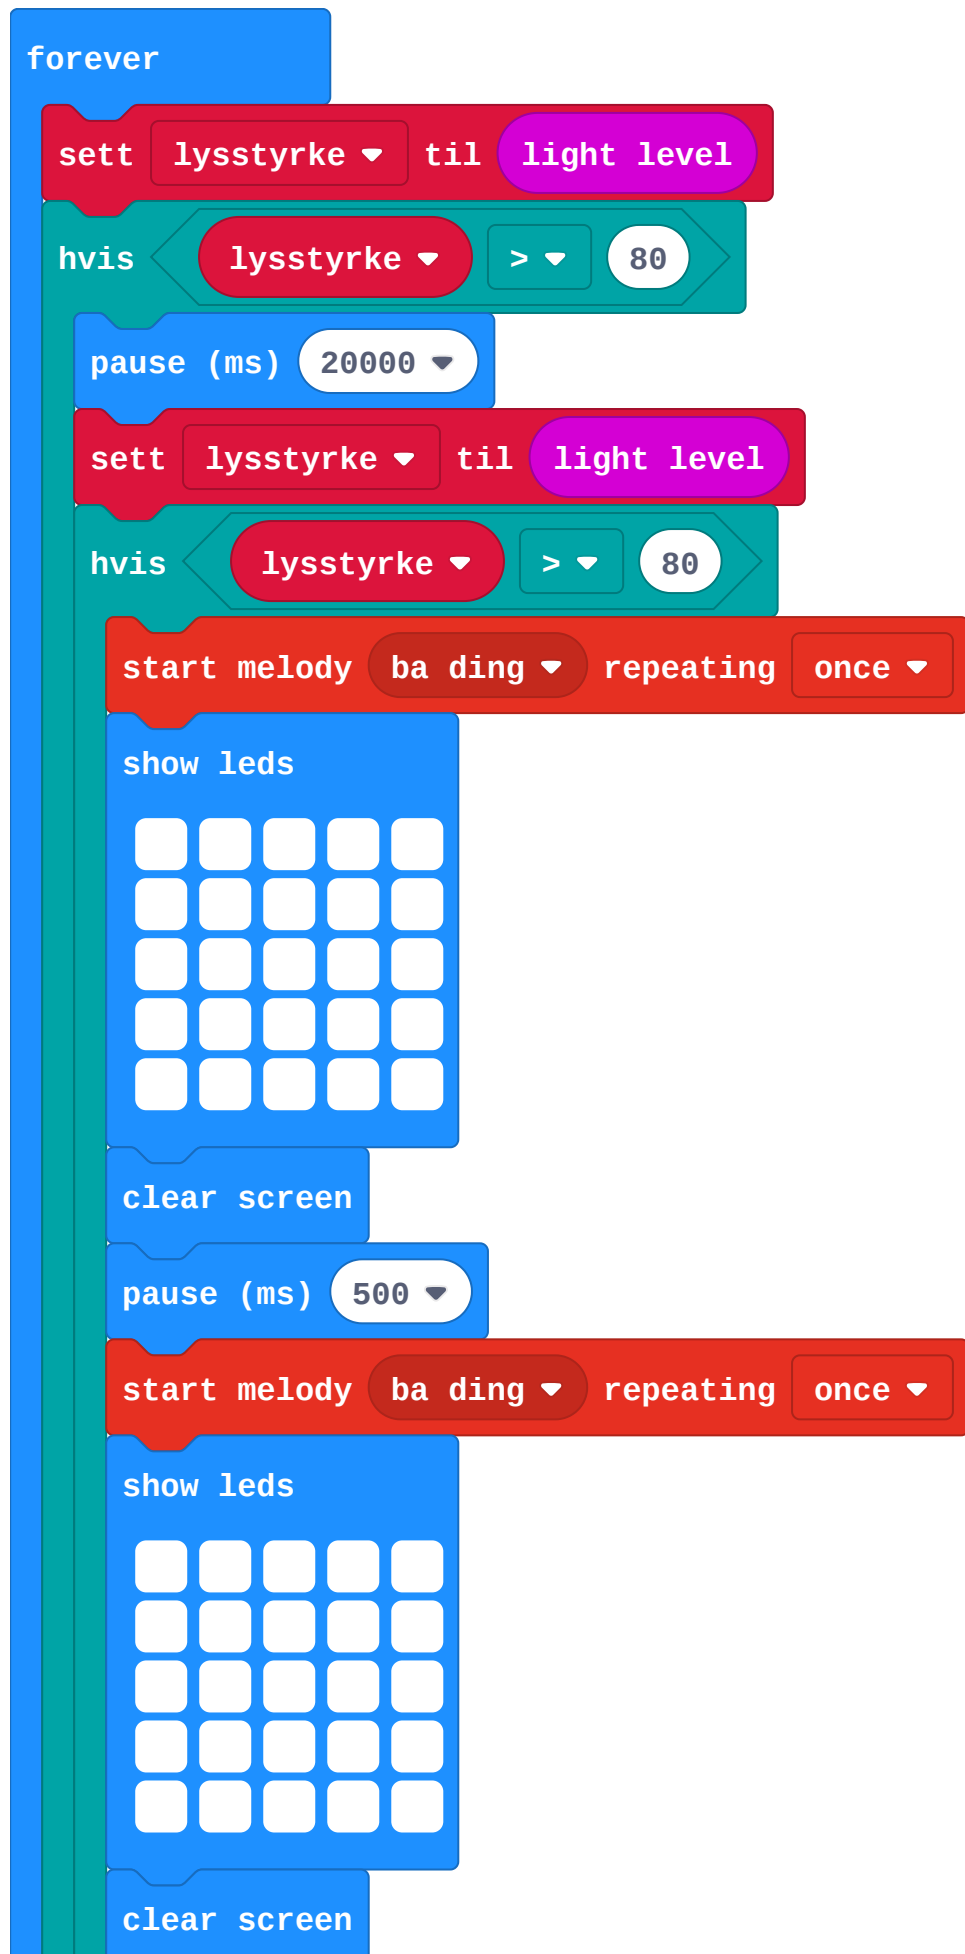 forever
sett lysstyrke til light level
hvis lysstyrke > 80
pause (ms) 20000
sett lysstyrke til light level
hvis lysstyrke > 80
start melody ba ding repeating once
show leds
clear screen
pause (ms) 500
start melody ba ding repeating once
show leds
clear screen